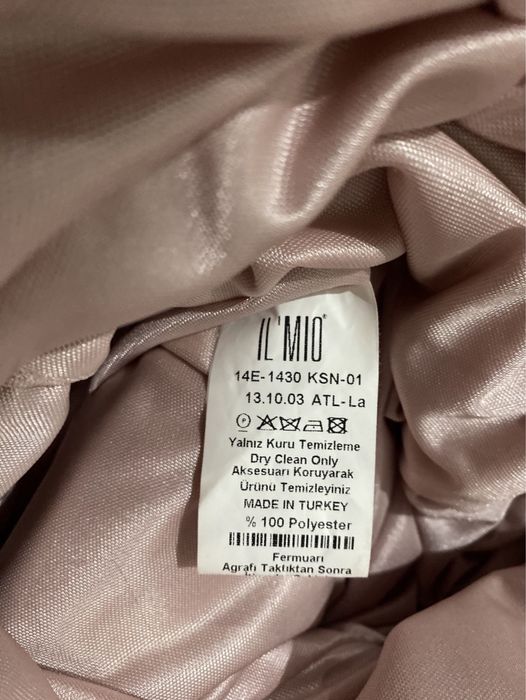 IL'MIO®
14E-1430 KSN-01
13.10.03 ATL-La
P
Yalnız Kuru Temizleme
Dry Clean Only
Aksesuarı Koruyarak
Ürünü Temizleyiniz
MADE IN TURKEY
% 100 Polyester
Fermuarı
Agrafı Taktıktan Sonra